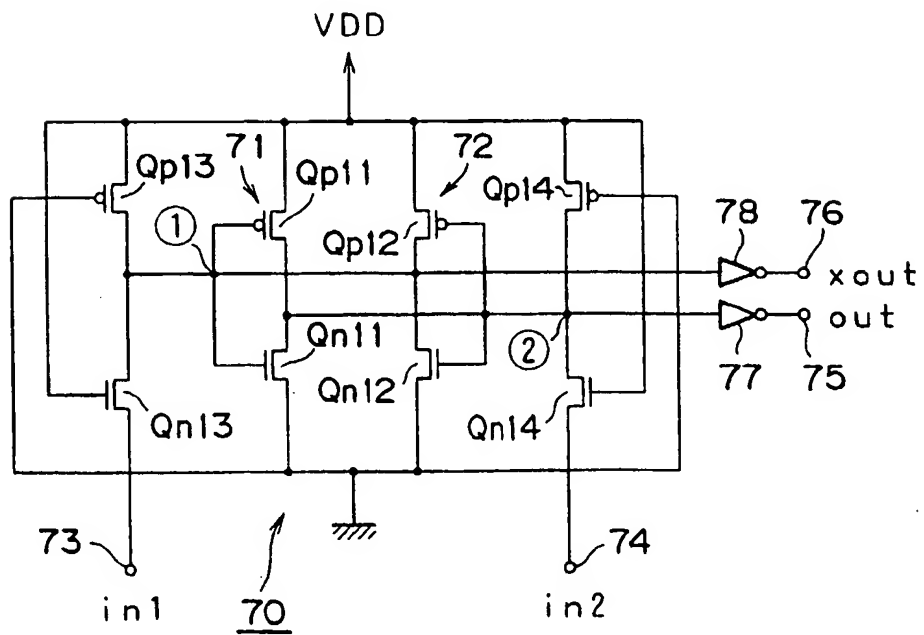 VDD
71
72
Qp13
Qp11
Qp14
Qp12
78
76
①
xout
out
②
Qn11
Qn12
77
75
Qn13
Qn14
73
74
in1
70
in2